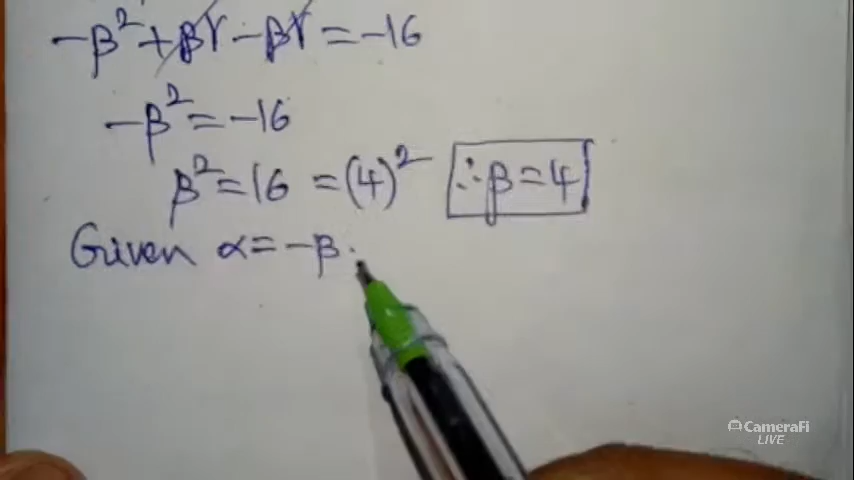 -β² + βγ - βγ = -16
-β² = -16
β² = 16 = (4)² ∴ β = 4
Given α = -β.
CameraFi
LIVE